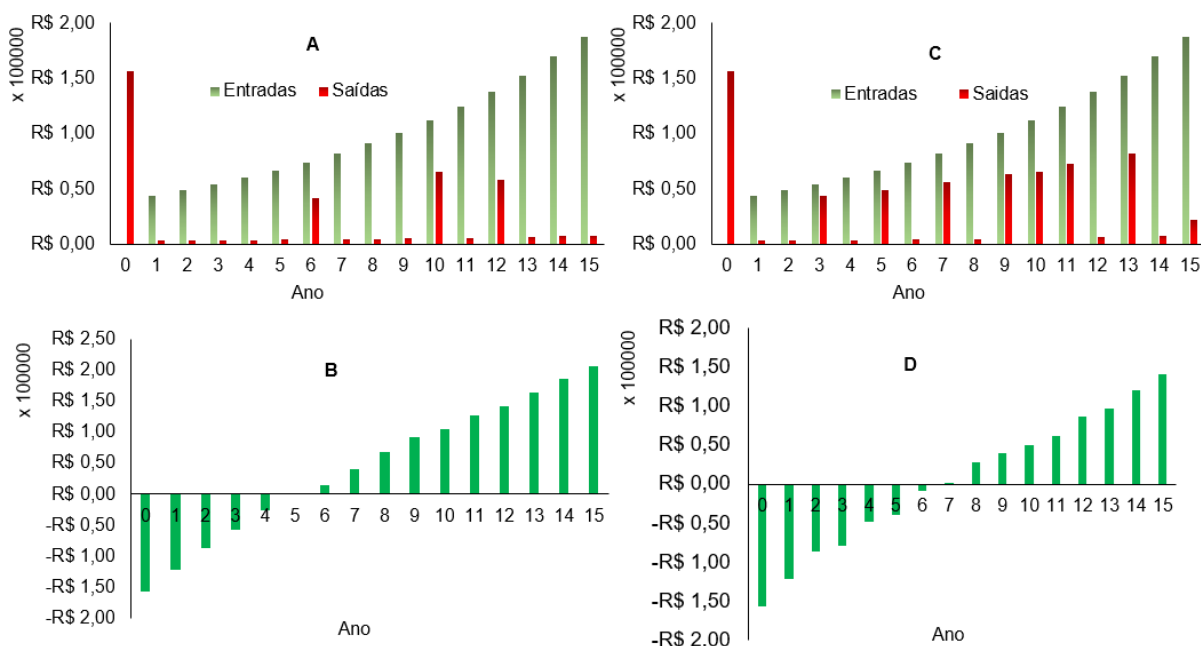 R$ 2,00
R$ 1,50
R$ 1,00
R$ 0,50
R$ 0,00
x 100000
A
Entradas Saídas
0 1 2 3 4 5 6 7 8 9 10 11 12 13 14 15
Ano
R$ 2,00
R$ 1,50
R$ 1,00
R$ 0,50
R$ 0,00
x 100000
C
Entradas Saidas
0 1 2 3 4 5 6 7 8 9 10 11 12 13 14 15
Ano
R$ 2,50
R$ 2,00
R$ 1,50
R$ 1,00
R$ 0,50
R$ 0,00
-R$ 0,50
-R$ 1,00
-R$ 1,50
-R$ 2,00
x 100000
B
0 1 2 3 4 5 6 7 8 9 10 11 12 13 14 15
Ano
R$ 2,00
R$ 1,50
R$ 1,00
R$ 0,50
R$ 0,00
-R$ 0,50
-R$ 1,00
-R$ 1,50
-R$ 2,00
x 100000
D
0 1 2 3 4 5 6 7 8 9 10 11 12 13 14 15
Ano